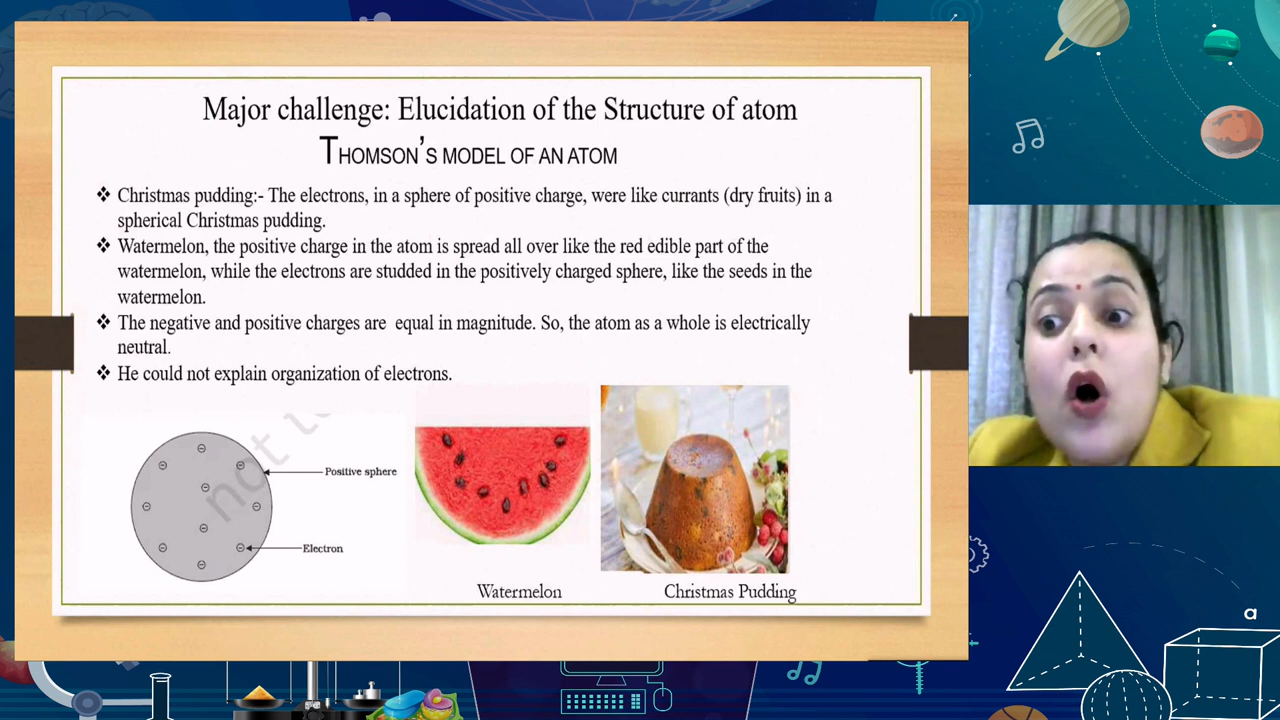 Major challenge: Elucidation of the Structure of atom
THOMSON'S MODEL OF AN ATOM
❖ Christmas pudding:- The electrons, in a sphere of positive charge, were like currants (dry fruits) in a
spherical Christmas pudding.
❖ Watermelon, the positive charge in the atom is spread all over like the red edible part of the
watermelon, while the electrons are studded in the positively charged sphere, like the seeds in the
watermelon.
❖ The negative and positive charges are equal in magnitude. So, the atom as a whole is electrically
neutral.
❖ He could not explain organization of electrons.
not
Positive sphere
Electron
Watermelon
Christmas Pudding
a